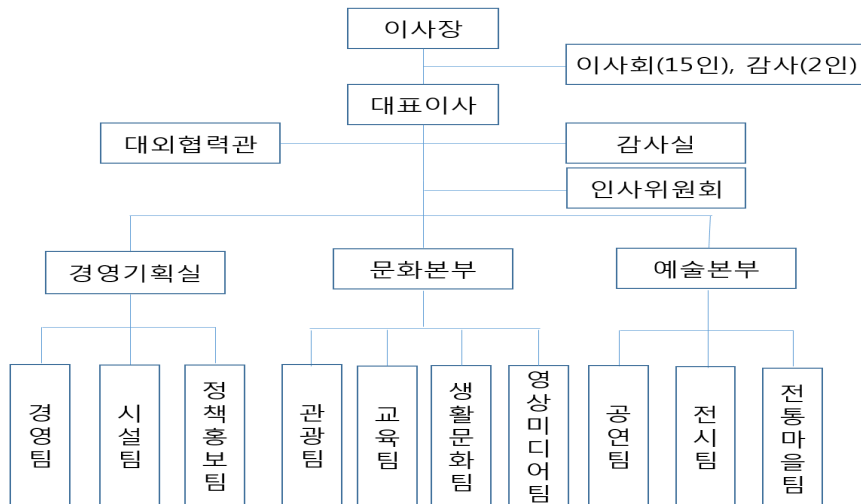 이사장
이사회(15인), 감사(2인)
대표이사
대외협력관
감사실
인사위원회
경영기획실
문화본부
예술본부
경영팀
시설팀
정책홍보팀
관광팀
교육팀
생활문화팀
영상미디어팀
공연팀
전시팀
전통마을팀